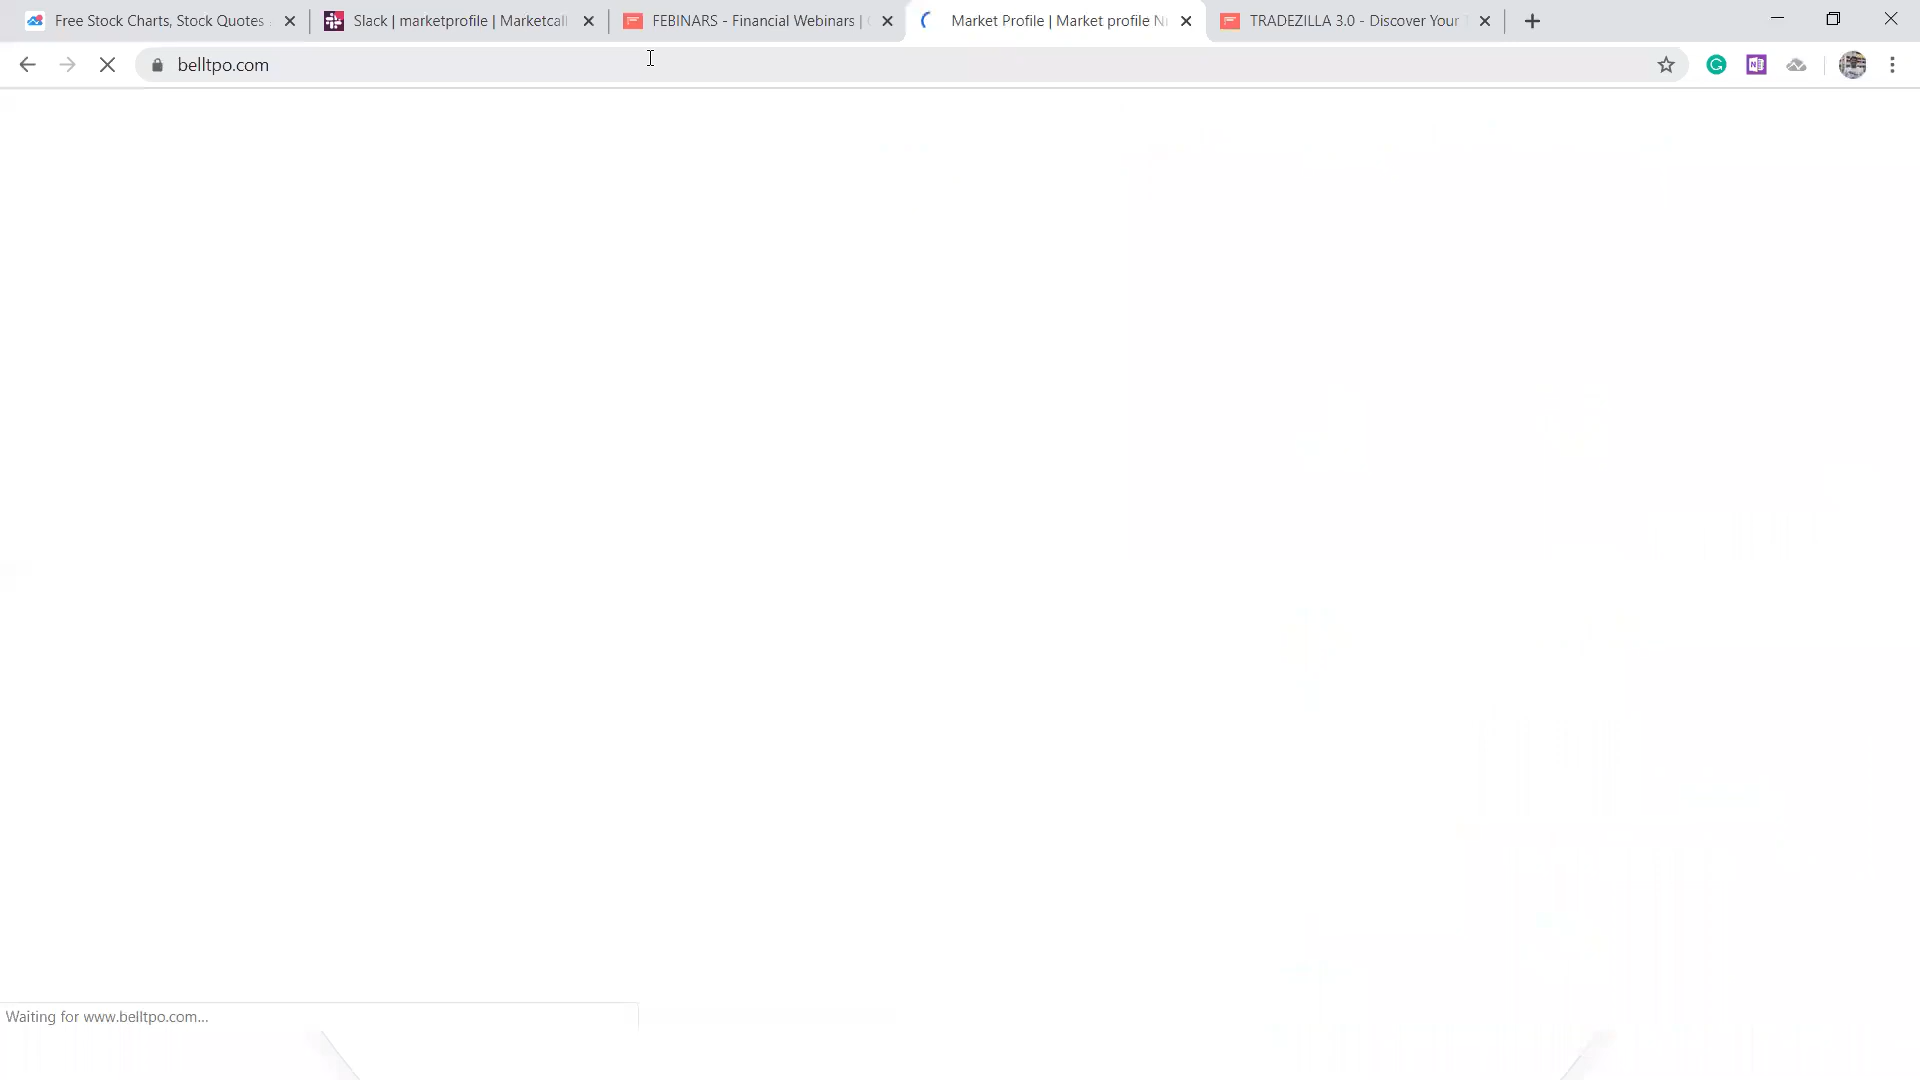 Free Stock Charts, Stock Quotes
Slack | marketprofile | Marketcall
FEBINARS - Financial Webinars |
Market Profile | Market profile N
TRADEZILLA 3.0 - Discover Your
belltpo.com
Waiting for www.belltpo.com...